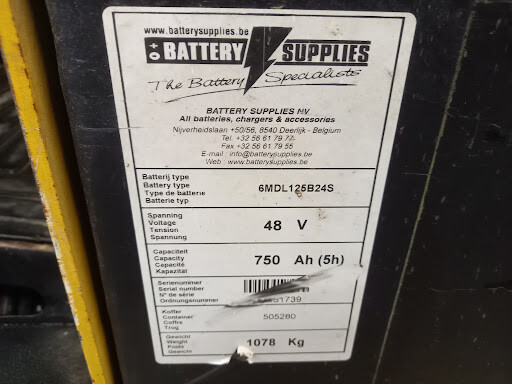 www.batterysupplies.be
BATTERY SUPPLIES
The Battery Specialists
BATTERY SUPPLIES NV
All batteries, chargers & accessories
Nijverheidslaan +50/56, 8540 Deerlijk - Belgium
Tel. +32 56 61 79 77
Fax +32 56 61 79 55
E-mail : info@batterysupplies.be
Web : www.batterysupplies.be
Batterij type
Battery type
Type de batterie
Batterie typ
6MDL125B24S
Spanning
Voltage
Tension
Spannung
48 V
Capaciteit
Capacity
Capacité
Kapazität
750 Ah (5h)
Serienummer
Serial number
N° de série
Ordnungsnummer
Koffer
Container
Coffre
Trog
505280
Gewicht
Weight
Poids
Gewicht
1078 Kg